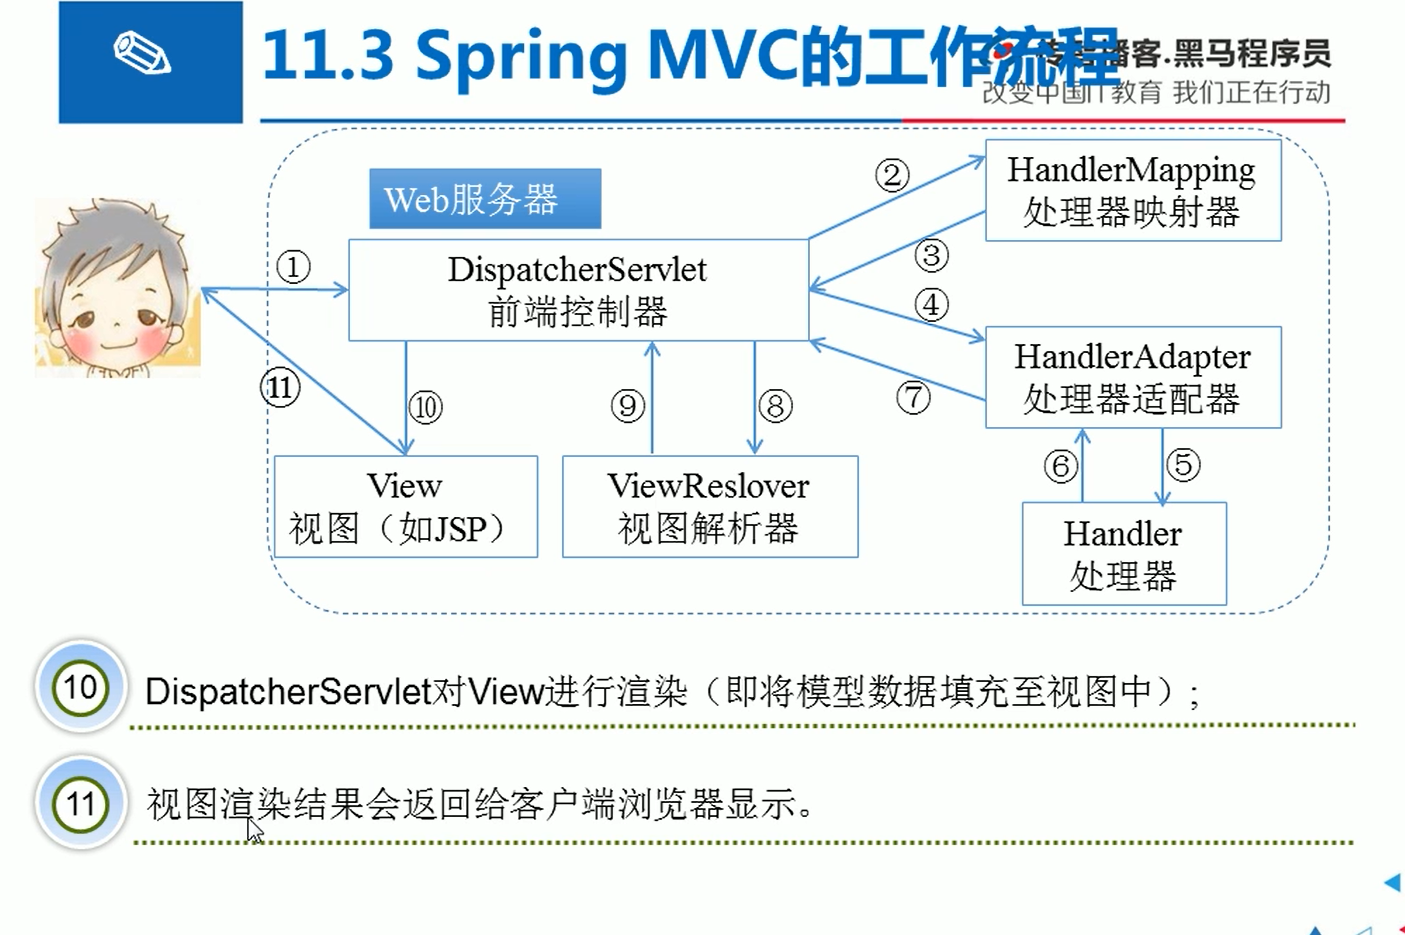 11.3 Spring MVC的工作流程
播客.黑马程序员
改变中国IT教育 我们正在行动
Web服务器
②
HandlerMapping
处理器映射器
①
DispatcherServlet
前端控制器
③
④
HandlerAdapter
处理器适配器
⑪
⑩
⑨
⑧
⑦
View
视图（如JSP）
ViewReslover
视图解析器
⑥
⑤
Handler
处理器
10
DispatcherServlet对View进行渲染（即将模型数据填充至视图中）;
11
视图渲染结果会返回给客户端浏览器显示。